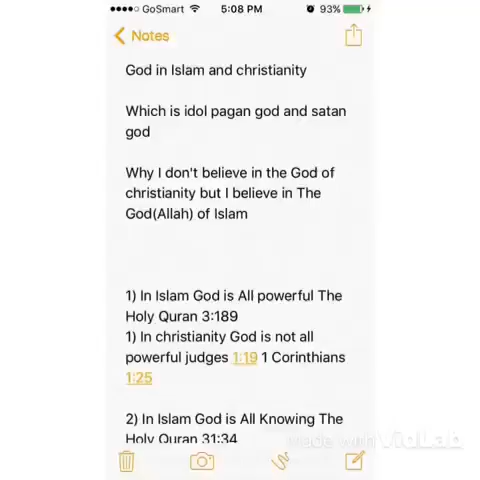 GoSmart 5:08 PM 93%
Notes
God in Islam and christianity
Which is idol pagan god and satan
god
Why I don't believe in the God of
christianity but I believe in The
God(Allah) of Islam
1) In Islam God is All powerful The
Holy Quran 3:189
1) In christianity God is not all
powerful judges 1:19 1 Corinthians
1:25
2) In Islam God is All Knowing The
Holy Quran 31:34
Made with VidLab